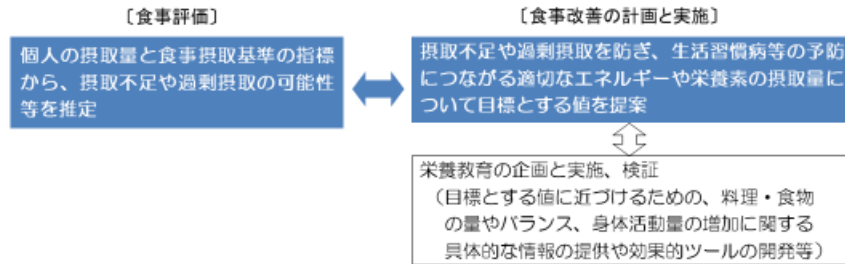 〔食事評価〕
個人の摂取量と食事摂取基準の指標
から、摂取不足や過剰摂取の可能性
等を推定
〔食事改善の計画と実施〕
摂取不足や過剰摂取を防ぎ、生活習慣病等の予防
につながる適切なエネルギーや栄養素の摂取量に
ついて目標とする値を提案
栄養教育の企画と実施、検証
（目標とする値に近づけるための、料理・食物
の量やバランス、身体活動量の増加に関する
具体的な情報の提供や効果的ツールの開発等）